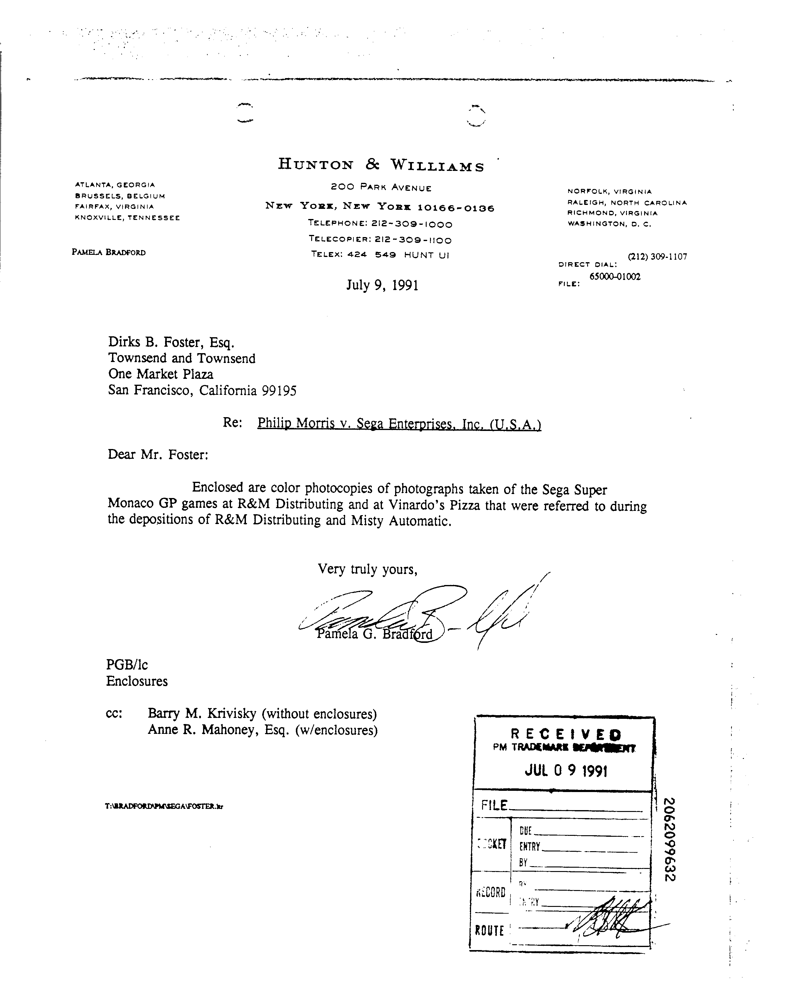 HUNTON & WILLIAMS
200 PARK AVENUE
NEW YORK, NEW YORK 10166-0136
TELEPHONE: 212-309-1000
TELECOPIER: 212-309-1100
TELEX: 424 549 HUNT UI
ATLANTA, GEORGIA
BRUSSELS, BELGIUM
FAIRFAX, VIRGINIA
KNOXVILLE, TENNESSEE
NORFOLK, VIRGINIA
RALEIGH, NORTH CAROLINA
RICHMOND, VIRGINIA
WASHINGTON, D. C.
PAMELA BRADFORD
DIRECT DIAL: (212) 309-1107
FILE: 65000-01002
July 9, 1991
Dirks B. Foster, Esq.
Townsend and Townsend
One Market Plaza
San Francisco, California 99195
Re: Philip Morris v. Sega Enterprises, Inc. (U.S.A.)
Dear Mr. Foster:
Enclosed are color photocopies of photographs taken of the Sega Super
Monaco GP games at R&M Distributing and at Vinardo's Pizza that were referred to during
the depositions of R&M Distributing and Misty Automatic.
Very truly yours,
Pamela G. Bradford
PGB/lc
Enclosures
cc: Barry M. Krivisky (without enclosures)
Anne R. Mahoney, Esq. (w/enclosures)
T:\BRADFORD\PM\SEGA\FOSTER.ltr
RECEIVED
PM TRADEMARK DEPARTMENT
JUL 09 1991
FILE
DUE
ENTRY
BY
RECORD
ROUTE
2062099632